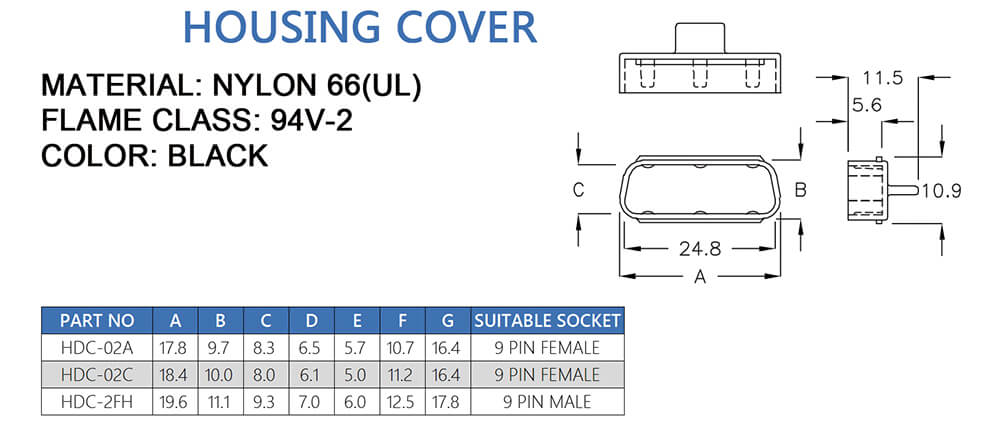 HOUSING COVER
MATERIAL: NYLON 66(UL)
FLAME CLASS: 94V-2
COLOR: BLACK
11.5
5.6
C
B
10.9
24.8
A
PART NO A B C D E F G SUITABLE SOCKET
HDC-02A 17.8 9.7 8.3 6.5 5.7 10.7 16.4 9 PIN FEMALE
HDC-02C 18.4 10.0 8.0 6.1 5.0 11.2 16.4 9 PIN FEMALE
HDC-2FH 19.6 11.1 9.3 7.0 6.0 12.5 17.8 9 PIN MALE